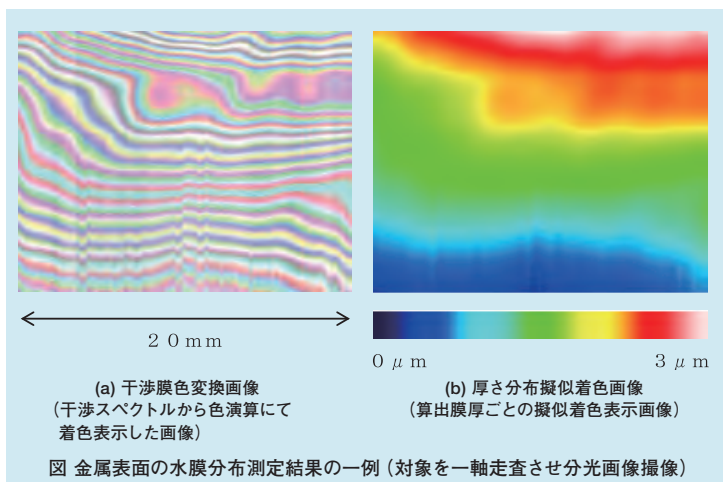 ２０mm
0 μm
3 μm
(a) 干渉膜色変換画像
（干渉スペクトルから色演算にて
着色表示した画像）
(b) 厚さ分布擬似着色画像
（算出膜厚ごとの擬似着色表示画像）
図 金属表面の水膜分布測定結果の一例（対象を一軸走査させ分光画像撮像）